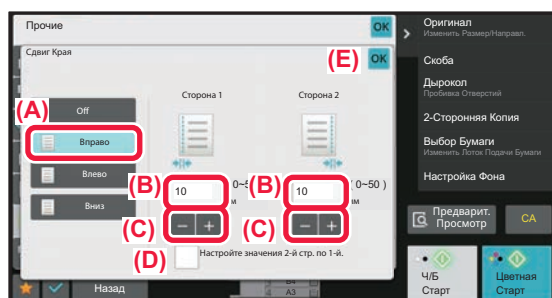 Прочие
OK
Сдвиг Края
(E)
OK
Сторона 1
Сторона 2
(A)
Off
Вправо
Влево
Вниз
(B)
10
(B)
10
( 0~50 )
(C)
− +
(C)
− +
(D)
Настройте значения 2-й стр. по 1-й.
Назад
A3
Оригинал
Изменить Размер/Направл.
Скоба
Дырокол
Пробивка Отверстий
2-Сторонняя Копия
Выбор Бумаги
Изменить Лоток Подачи Бумаги
Настройка Фона
Предварит.
Просмотр
CA
Ч/Б
Старт
Цветная
Старт